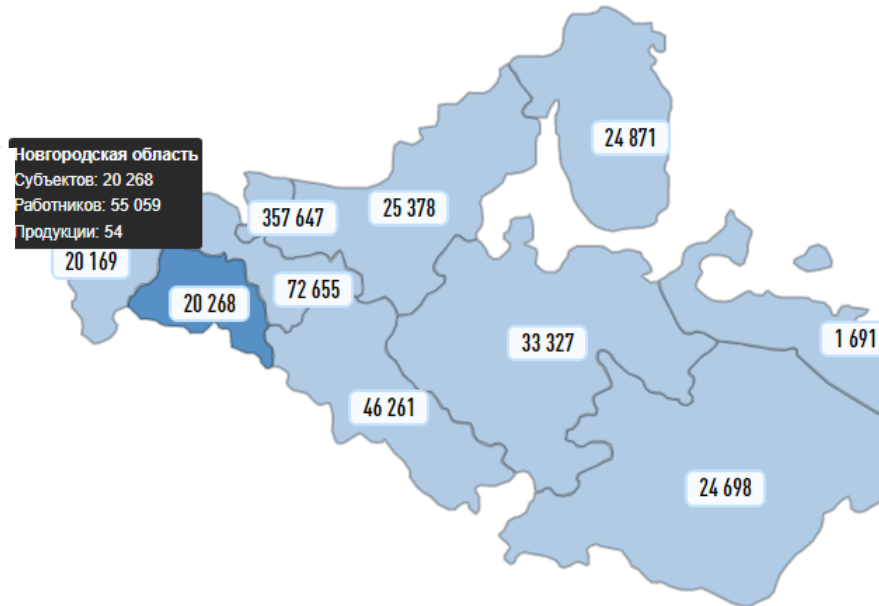 Новгородская область
Субъектов: 20 268
Работников: 55 059
Продукции: 54
24 871
357 647
25 378
20 169
72 655
20 268
33 327
1 691
46 261
24 698